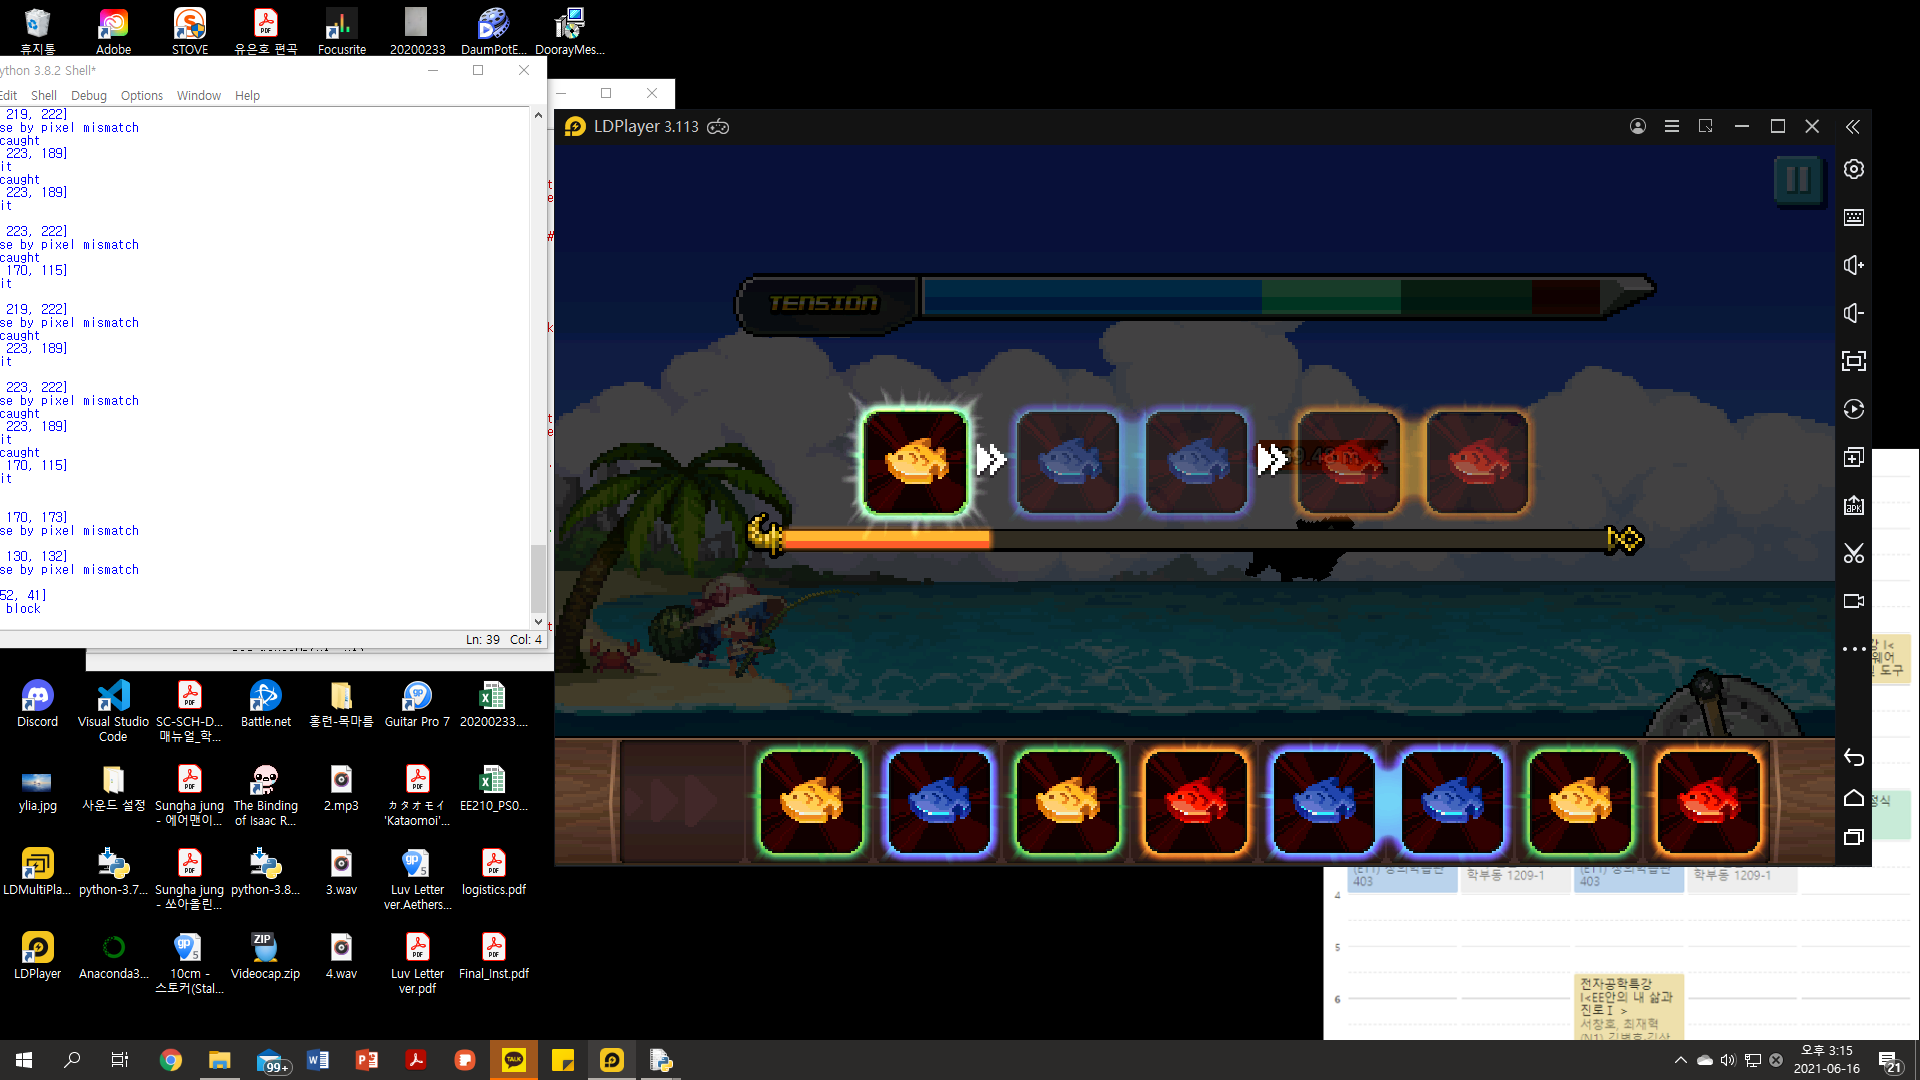 휴지통
Adobe
STOVE
유은호 편곡
Focusrite
20200233
DaumPotE...
DoorayMes...
ython 3.8.2 Shell*
Edit Shell Debug Options Window Help
219, 222]
se by pixel mismatch
caught
223, 189]
it
caught
223, 189]
it
223, 222]
se by pixel mismatch
caught
170, 115]
it
219, 222]
se by pixel mismatch
caught
223, 189]
it
223, 222]
se by pixel mismatch
caught
223, 189]
it
caught
170, 115]
it
170, 173]
se by pixel mismatch
130, 132]
se by pixel mismatch
52, 41]
block
Ln: 39 Col: 4
LDPlayer 3.113
TENSION
Discord
Visual Studio Code
SC-SCH-D... 매뉴얼_학...
Battle.net
홍련-목마름
Guitar Pro 7
20200233....
ylia.jpg
사운드 설정
Sungha jung - 에어맨이...
The Binding of Isaac R...
2.mp3
カタオモイ 'Kataomoi'...
EE210_PS0...
LDMultiPla...
python-3.7...
Sungha jung - 쏘아올린...
python-3.8...
3.wav
Luv Letter ver.Aethers...
logistics.pdf
LDPlayer
Anaconda3...
10cm - 스토커(Stal...
Videocap.zip
4.wav
Luv Letter ver.pdf
Final_Inst.pdf
웨어
도구
정식
403
학부동 1209-1
403
학부동 1209-1
4
5
6
전자공학특강
I<EE안의 내 삶과
진로 I >
서창호, 최재혁
99+
TALK
오후 3:15
2021-06-16
21